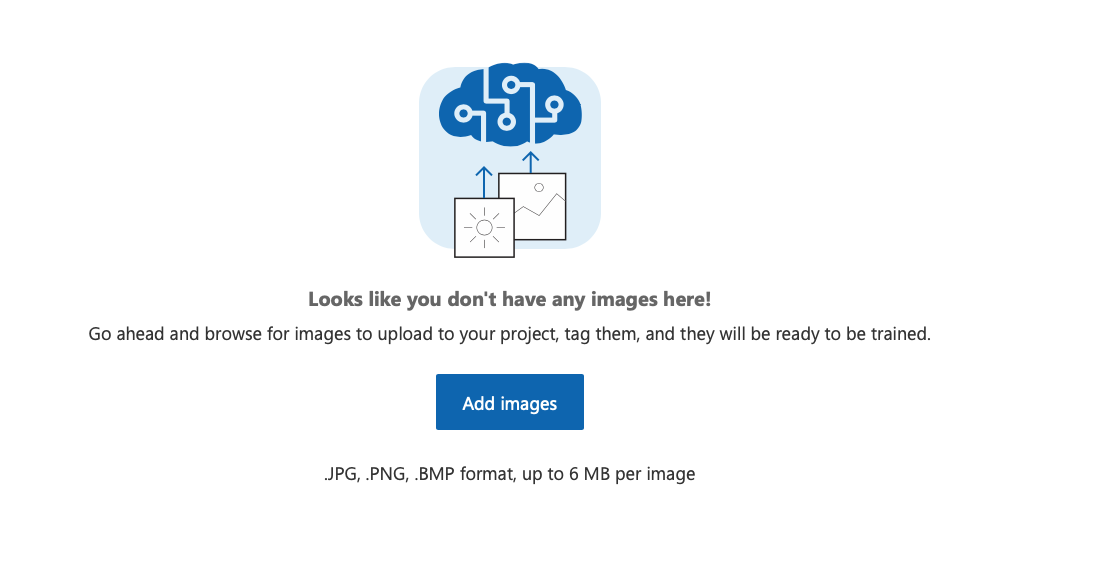 Looks like you don't have any images here!
Go ahead and browse for images to upload to your project, tag them, and they will be ready to be trained.
Add images
.JPG, .PNG, .BMP format, up to 6 MB per image